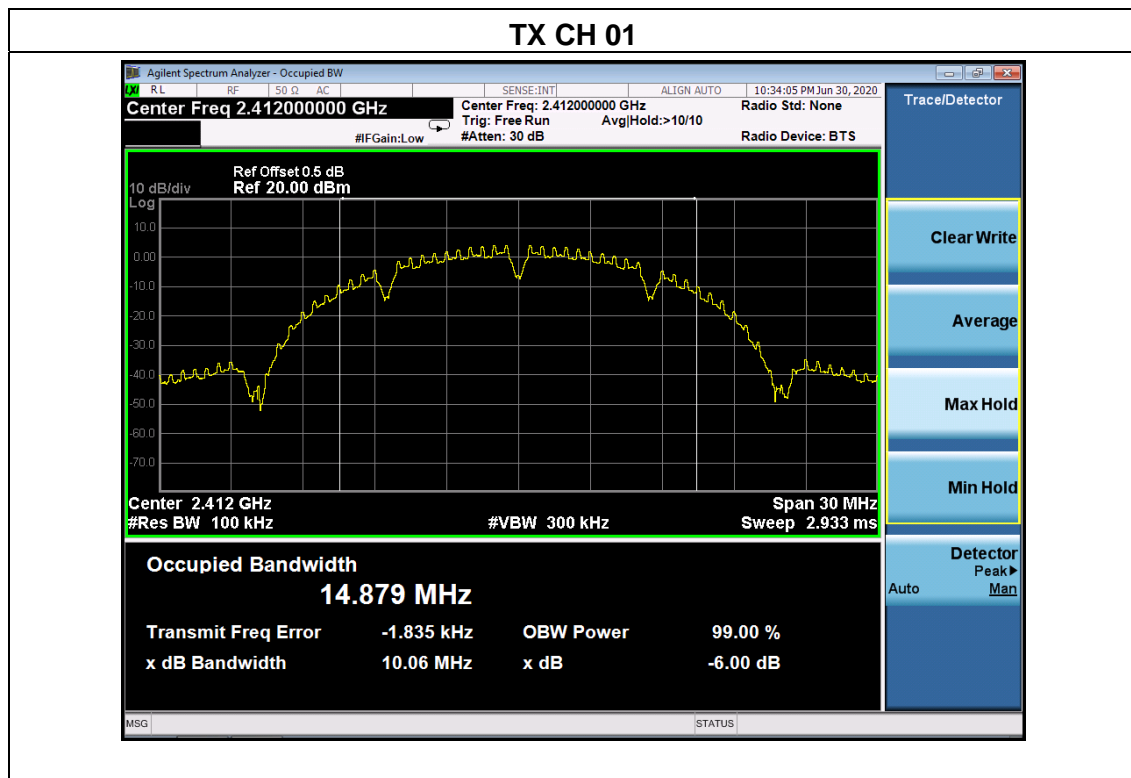 TX CH 01
Agilent Spectrum Analyzer - Occupied BW
LXI RL RF 50 Ω AC SENSE:INT ALIGN AUTO 10:34:05 PM Jun 30, 2020
Center Freq 2.412000000 GHz
Center Freq: 2.412000000 GHz Radio Std: None
Trig: Free Run Avg|Hold:>10/10
#IFGain:Low #Atten: 30 dB Radio Device: BTS
Ref Offset 0.5 dB
10 dB/div Ref 20.00 dBm
Log
10.0
0.00
-10.0
-20.0
-30.0
-40.0
-50.0
-60.0
-70.0
Center 2.412 GHz Span 30 MHz
#Res BW 100 kHz #VBW 300 kHz Sweep 2.933 ms
Occupied Bandwidth
14.879 MHz
Transmit Freq Error -1.835 kHz OBW Power 99.00 %
x dB Bandwidth 10.06 MHz x dB -6.00 dB
MSG STATUS
Trace/Detector
Clear Write
Average
Max Hold
Min Hold
Detector
Peak▶
Auto Man